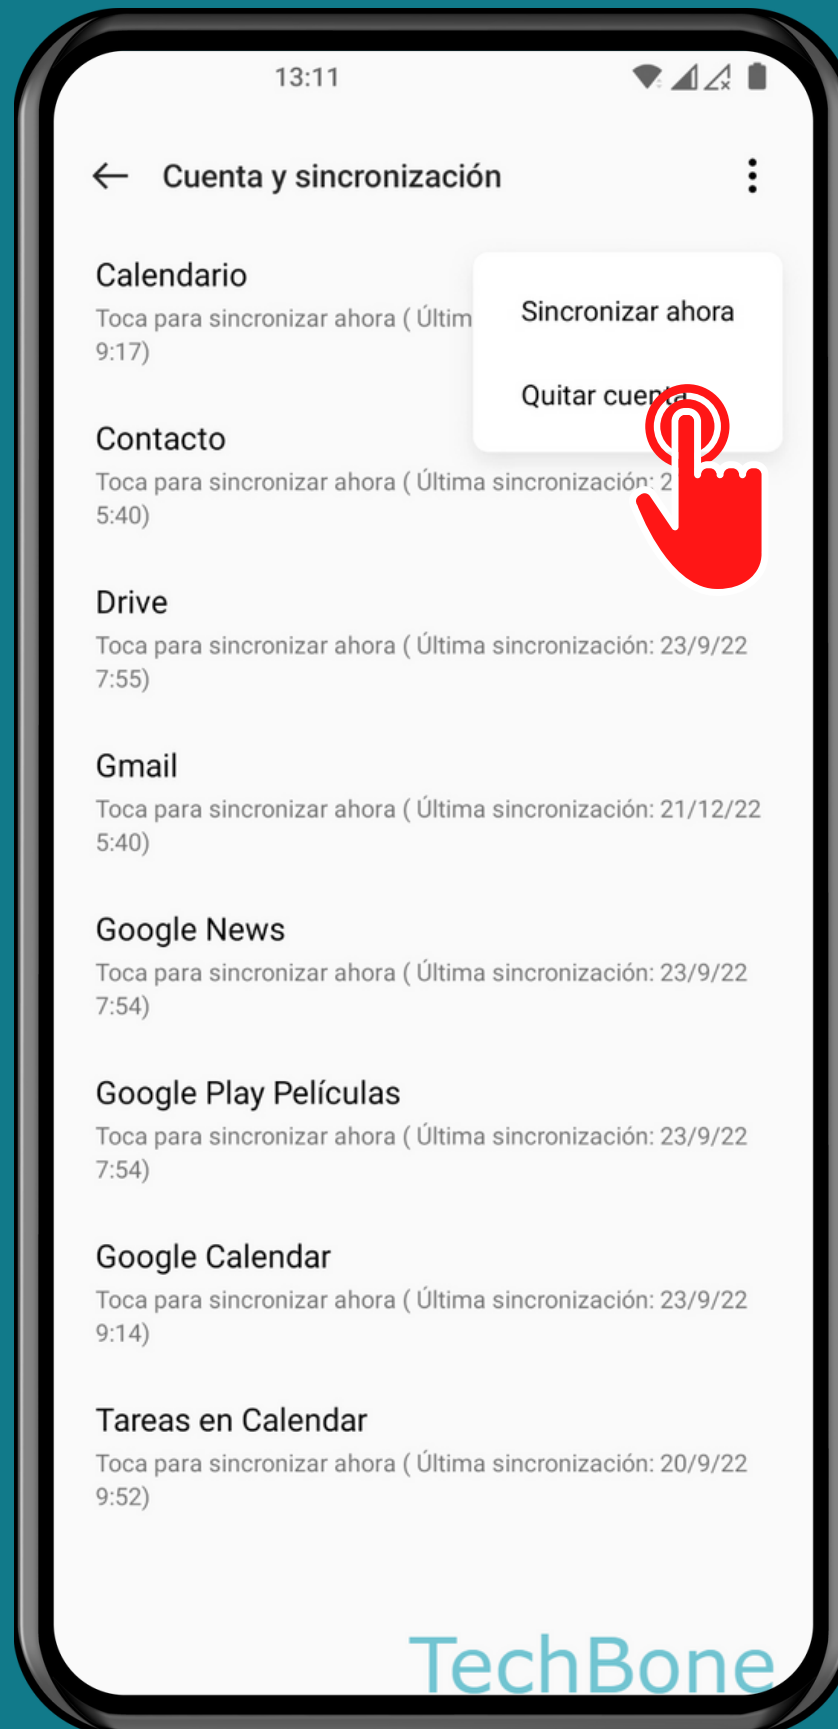 13:11
Cuenta y sincronización
Calendario
Toca para sincronizar ahora ( Últim
9:17)
Sincronizar ahora
Quitar cuenta
Contacto
Toca para sincronizar ahora ( Última sincronización: 2
5:40)
Drive
Toca para sincronizar ahora ( Última sincronización: 23/9/22
7:55)
Gmail
Toca para sincronizar ahora ( Última sincronización: 21/12/22
5:40)
Google News
Toca para sincronizar ahora ( Última sincronización: 23/9/22
7:54)
Google Play Películas
Toca para sincronizar ahora ( Última sincronización: 23/9/22
7:54)
Google Calendar
Toca para sincronizar ahora ( Última sincronización: 23/9/22
9:14)
Tareas en Calendar
Toca para sincronizar ahora ( Última sincronización: 20/9/22
9:52)
TechBone